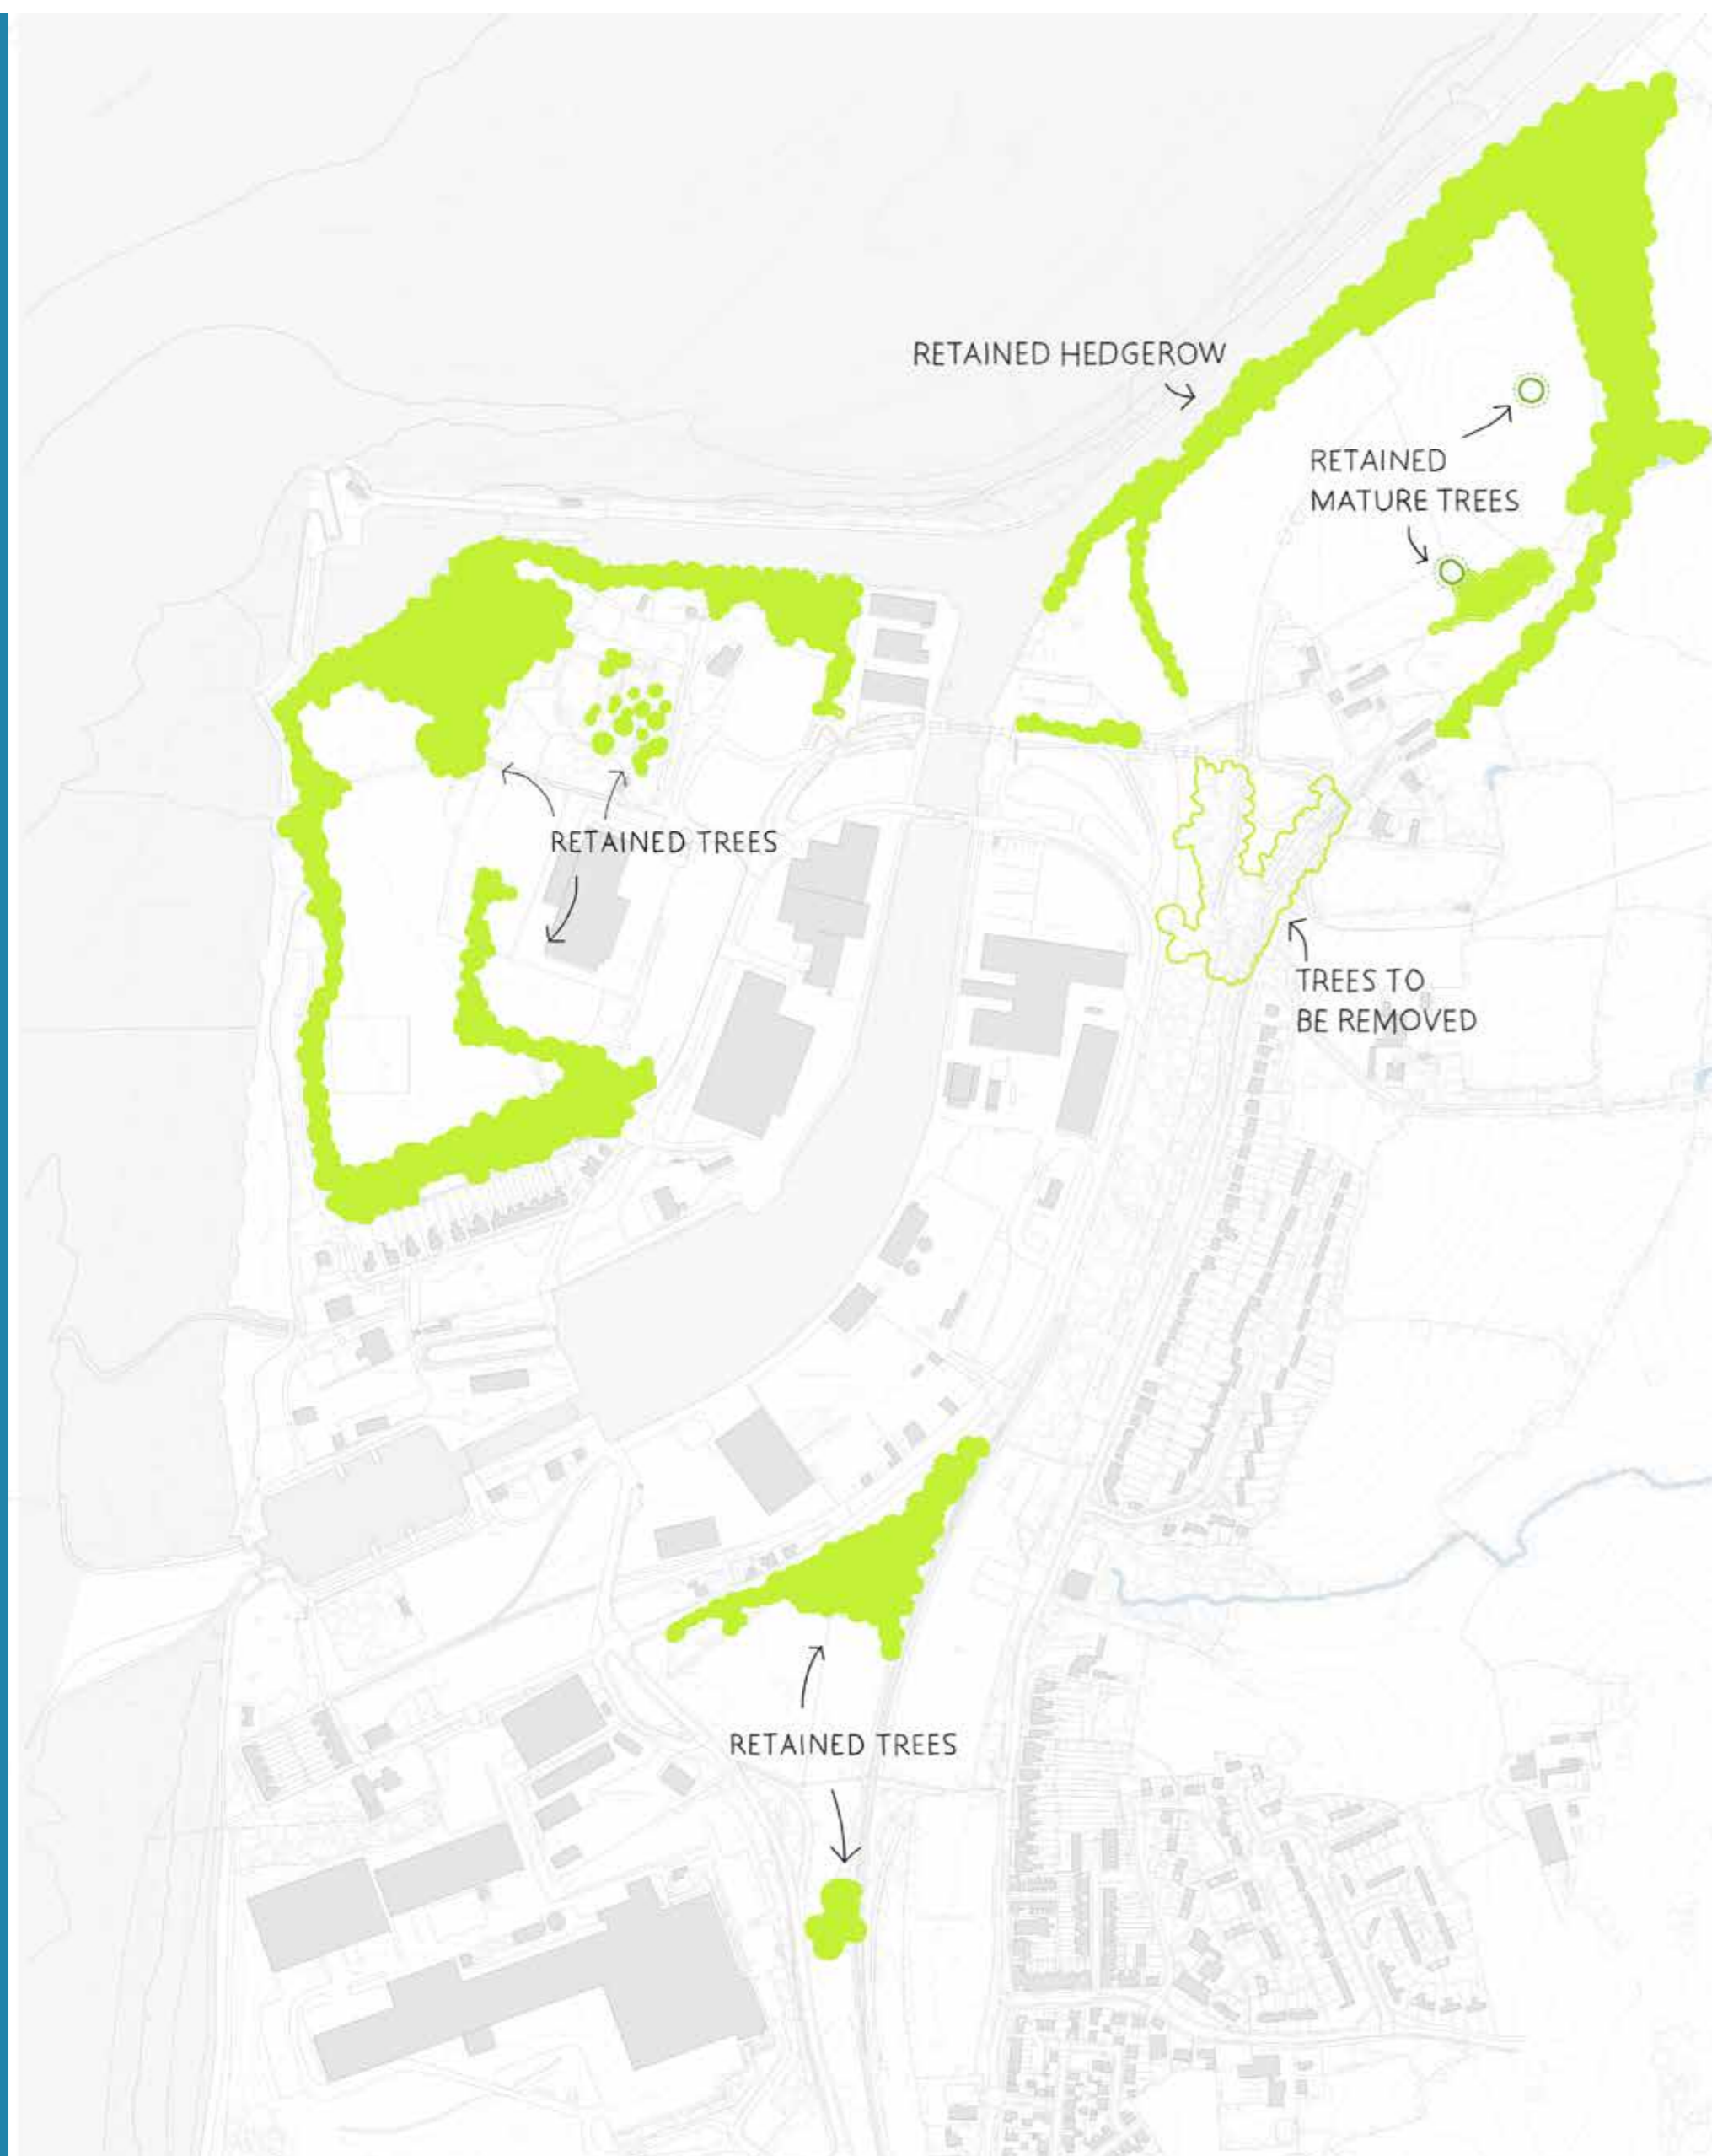 RETAINED HEDGEROW
RETAINED
MATURE TREES
RETAINED TREES
TREES TO
BE REMOVED
RETAINED TREES